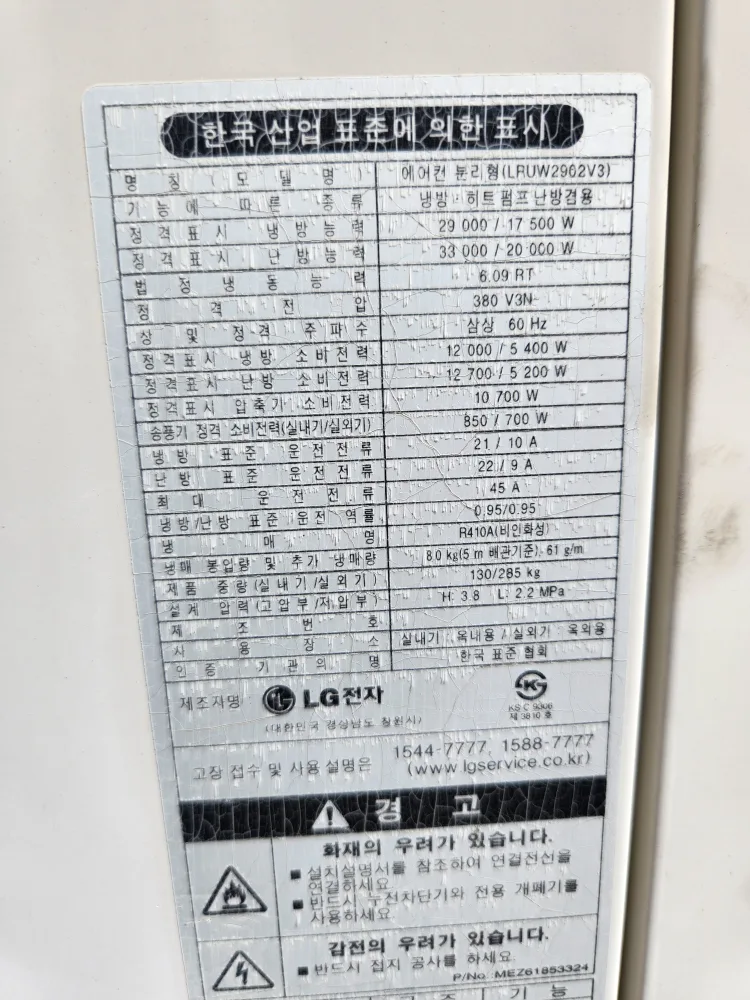 한국 산업 표준에 의한 표시
명 칭 ( 모 델 명 ) 에어컨 분리형(LRUW2902V3)
기 능 에 따 른 종 류 냉방 · 히트 펌프 난방겸용
정 격 표 시 냉 방 능 력 29 000 / 17 500 W
정 격 표 시 난 방 능 력 33 000 / 20 000 W
법 정 냉 동 능 력 6.09 RT
정 격 전 압 380 V3N~
상 및 정 격 주 파 수 삼상 60 Hz
정격표시 냉방 소비전력 12 000 / 5 400 W
정격표시 난방 소비전력 12 700 / 5 200 W
정격표시 압축기 소비전력 10 700 W
송풍기 정격 소비전력(실내기/실외기) 850 / 700 W
냉 방 표 준 운 전 전 류 21 / 10 A
난 방 표 준 운 전 전 류 22 / 9 A
최 대 운 전 전 류 45 A
냉방/난방 표준 운전 역률 0.95/0.95
냉 매 명 R410A(비인화성)
냉매 봉입량 및 추가 냉매량 8.0 kg(5 m 배관기준), 61 g/m
제품 중량(실내기/실외기) 130/285 kg
설계 압력(고압부/저압부) H: 3.8 L: 2.2 MPa
제 조 번 호
사 용 장 소 실내기 : 옥내용 / 실외기 : 옥외용
인 증 기 관 의 명 한국 표준 협회
제조자명 LG전자
KS C 9306
제 3810 호
(대한민국 경상남도 창원시)
고장 접수 및 사용 설명은 1544-7777, 1588-7777
(www.lgservice.co.kr)
경 고
화재의 우려가 있습니다.
■ 설치설명서를 참조하여 연결전선을
연결하세요.
■ 반드시 누전차단기와 전용 개폐기를
사용하세요.
감전의 우려가 있습니다.
■ 반드시 접지 공사를 하세요.
P/No. MEZ61853324
기 능